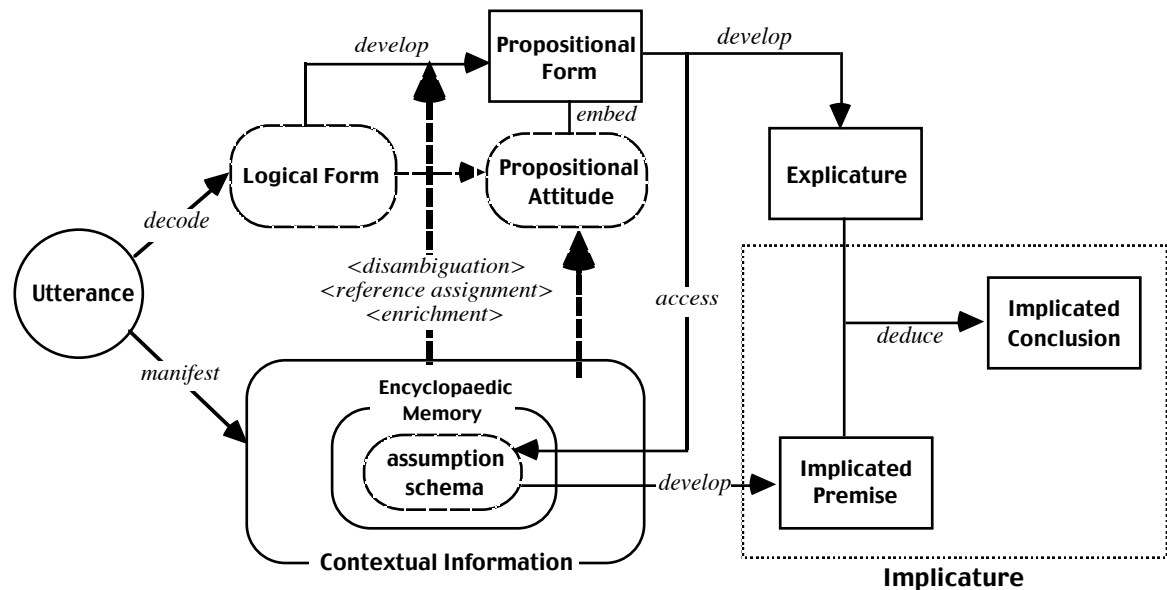 develop
Propositional
Form
develop
embed
Logical Form
Propositional
Attitude
Explicature
decode
Utterance
<disambiguation>
<reference assignment>
<enrichment>
access
Implicated
Conclusion
deduce
manifest
Encyclopaedic
Memory
assumption
schema
develop
Implicated
Premise
Contextual Information
Implicature